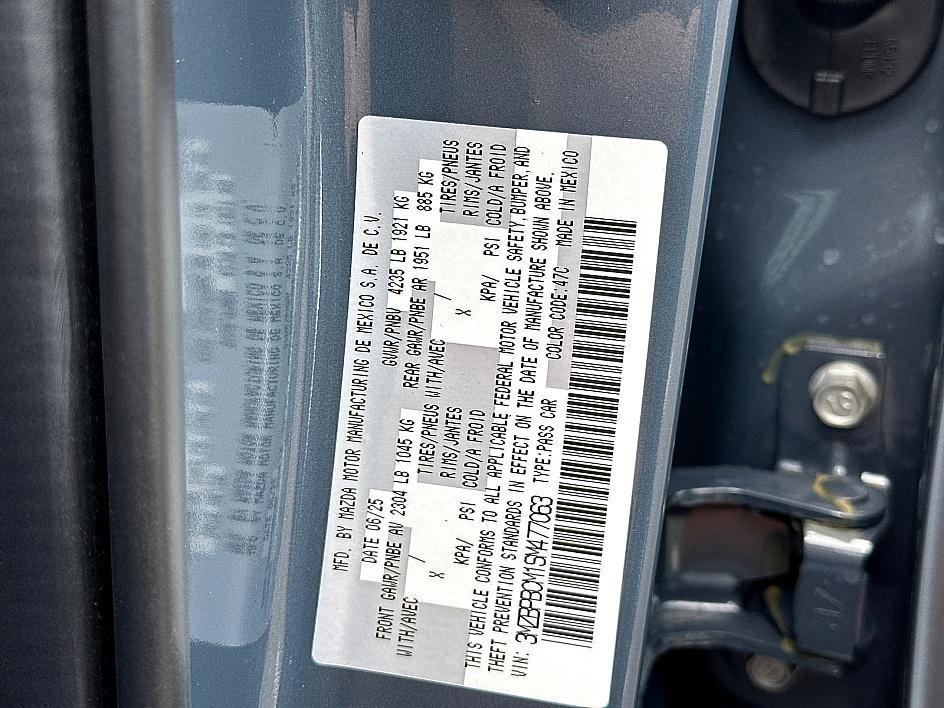 MFD. BY MAZDA MOTOR MANUFACTURING DE MEXICO S.A. DE C.V.
DATE 06/25 GVWR/PNBV 4235 LB 1921 KG
FRONT GAWR/PNBE AV 2304 LB 1045 KG REAR GAWR/PNBE AR 1951 LB 885 KG
WITH/AVEC / TIRES/PNEUS WITH/AVEC / TIRES/PNEUS
X RIMS/JANTES X RIMS/JANTES
KPA/ PSI COLD/A FROID KPA/ PSI COLD/A FROID
THIS VEHICLE CONFORMS TO ALL APPLICABLE FEDERAL MOTOR VEHICLE SAFETY, BUMPER, AND
THEFT PREVENTION STANDARDS IN EFFECT ON THE DATE OF MANUFACTURE SHOWN ABOVE.
VIN: 3MZBPBCM1SM477063 TYPE:PASS CAR COLOR CODE:47C MADE IN MEXICO